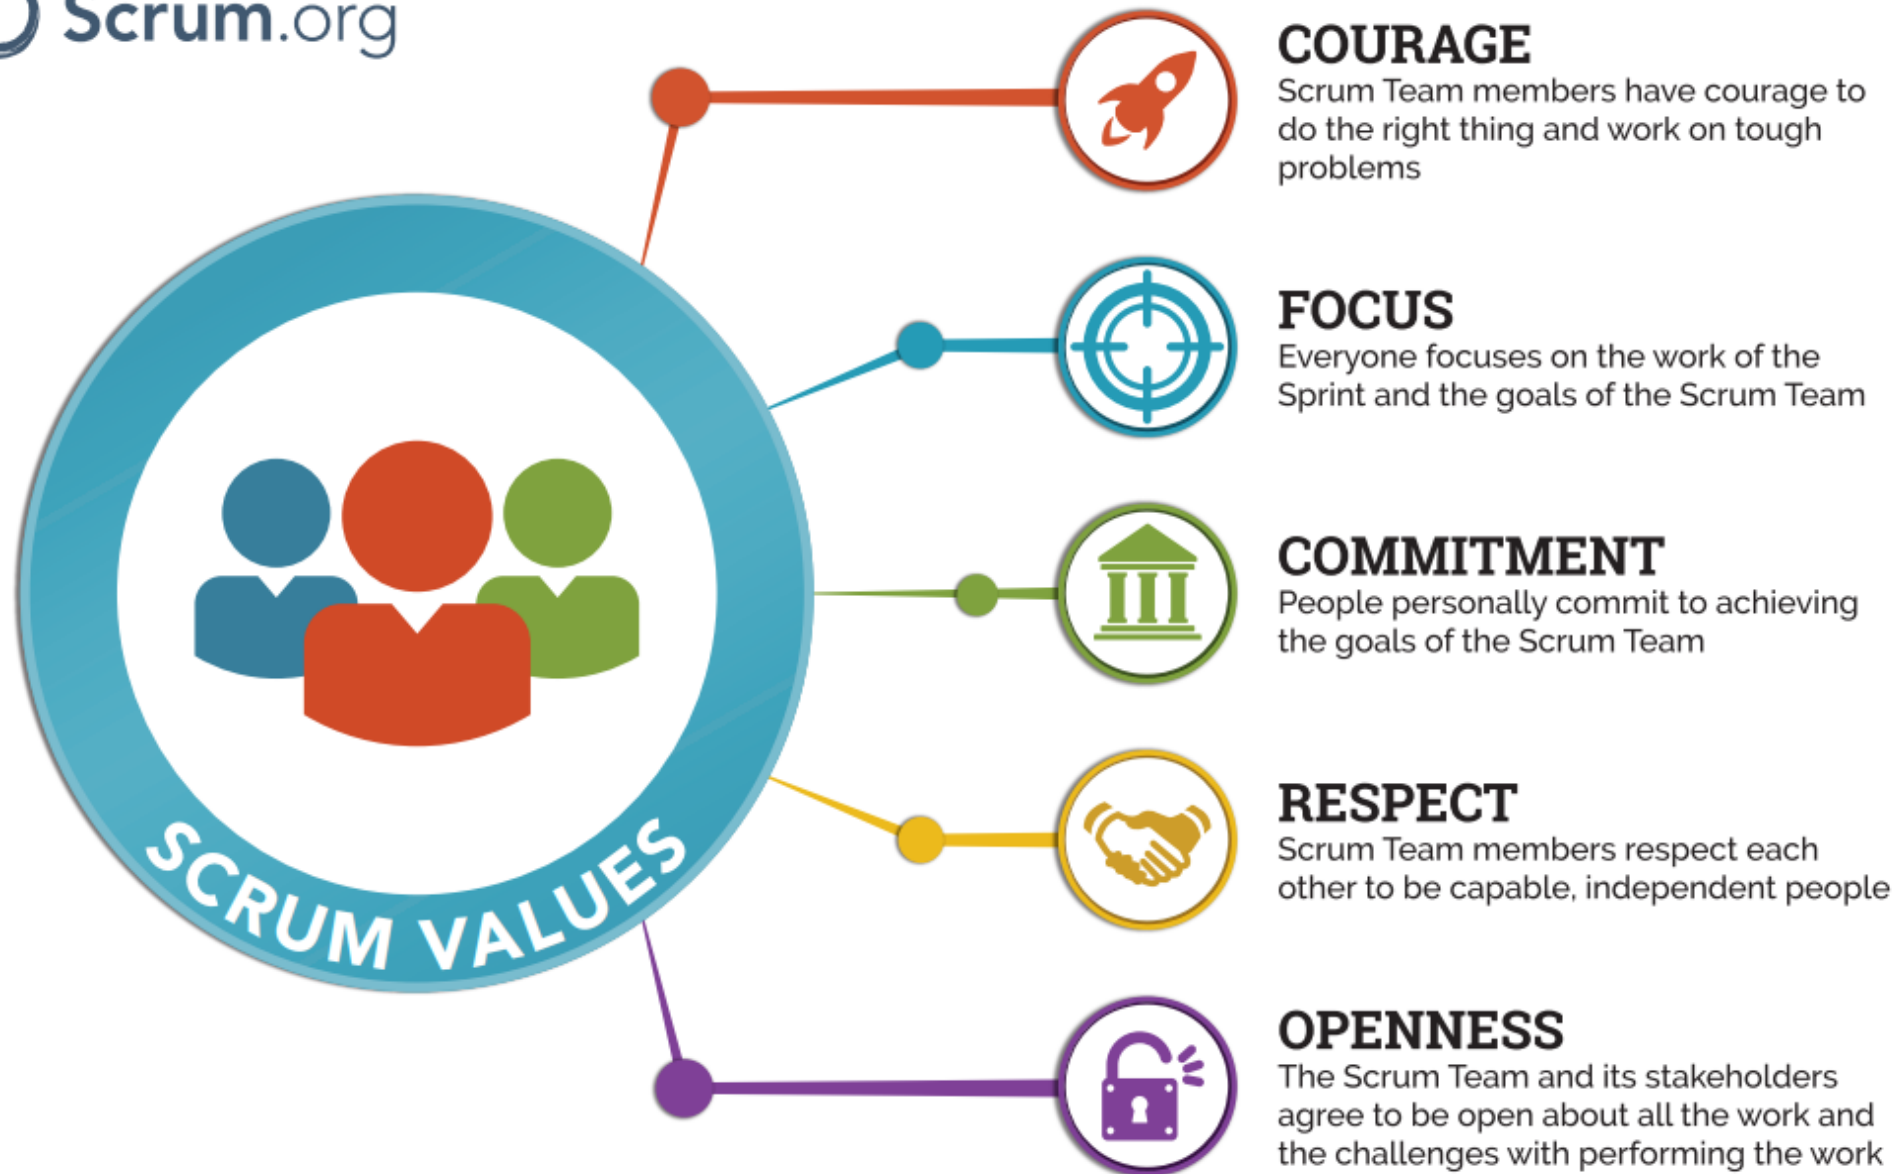 Scrum.org
COURAGE
Scrum Team members have courage to
do the right thing and work on tough
problems
FOCUS
Everyone focuses on the work of the
Sprint and the goals of the Scrum Team
COMMITMENT
People personally commit to achieving
the goals of the Scrum Team
RESPECT
Scrum Team members respect each
other to be capable, independent people
OPENNESS
The Scrum Team and its stakeholders
agree to be open about all the work and
the challenges with performing the work
SCRUM VALUES